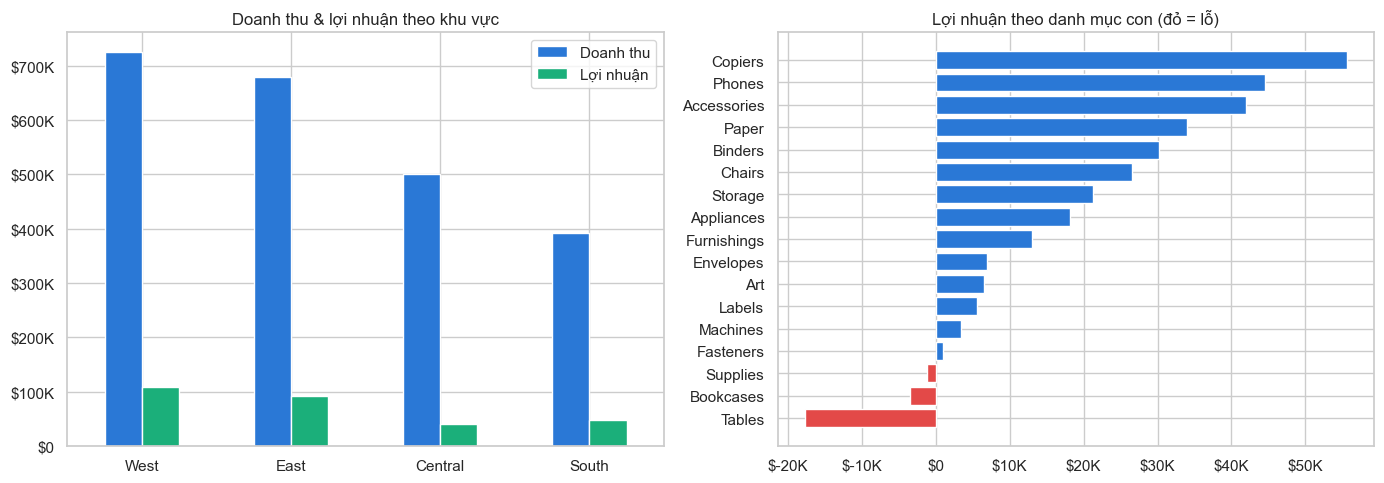 Doanh thu & lợi nhuận theo khu vực
Doanh thu
Lợi nhuận
$700K
$600K
$500K
$400K
$300K
$200K
$100K
$0
West
East
Central
South
Lợi nhuận theo danh mục con (đỏ = lỗ)
Copiers
Phones
Accessories
Paper
Binders
Chairs
Storage
Appliances
Furnishings
Envelopes
Art
Labels
Machines
Fasteners
Supplies
Bookcases
Tables
$-20K
$-10K
$0
$10K
$20K
$30K
$40K
$50K